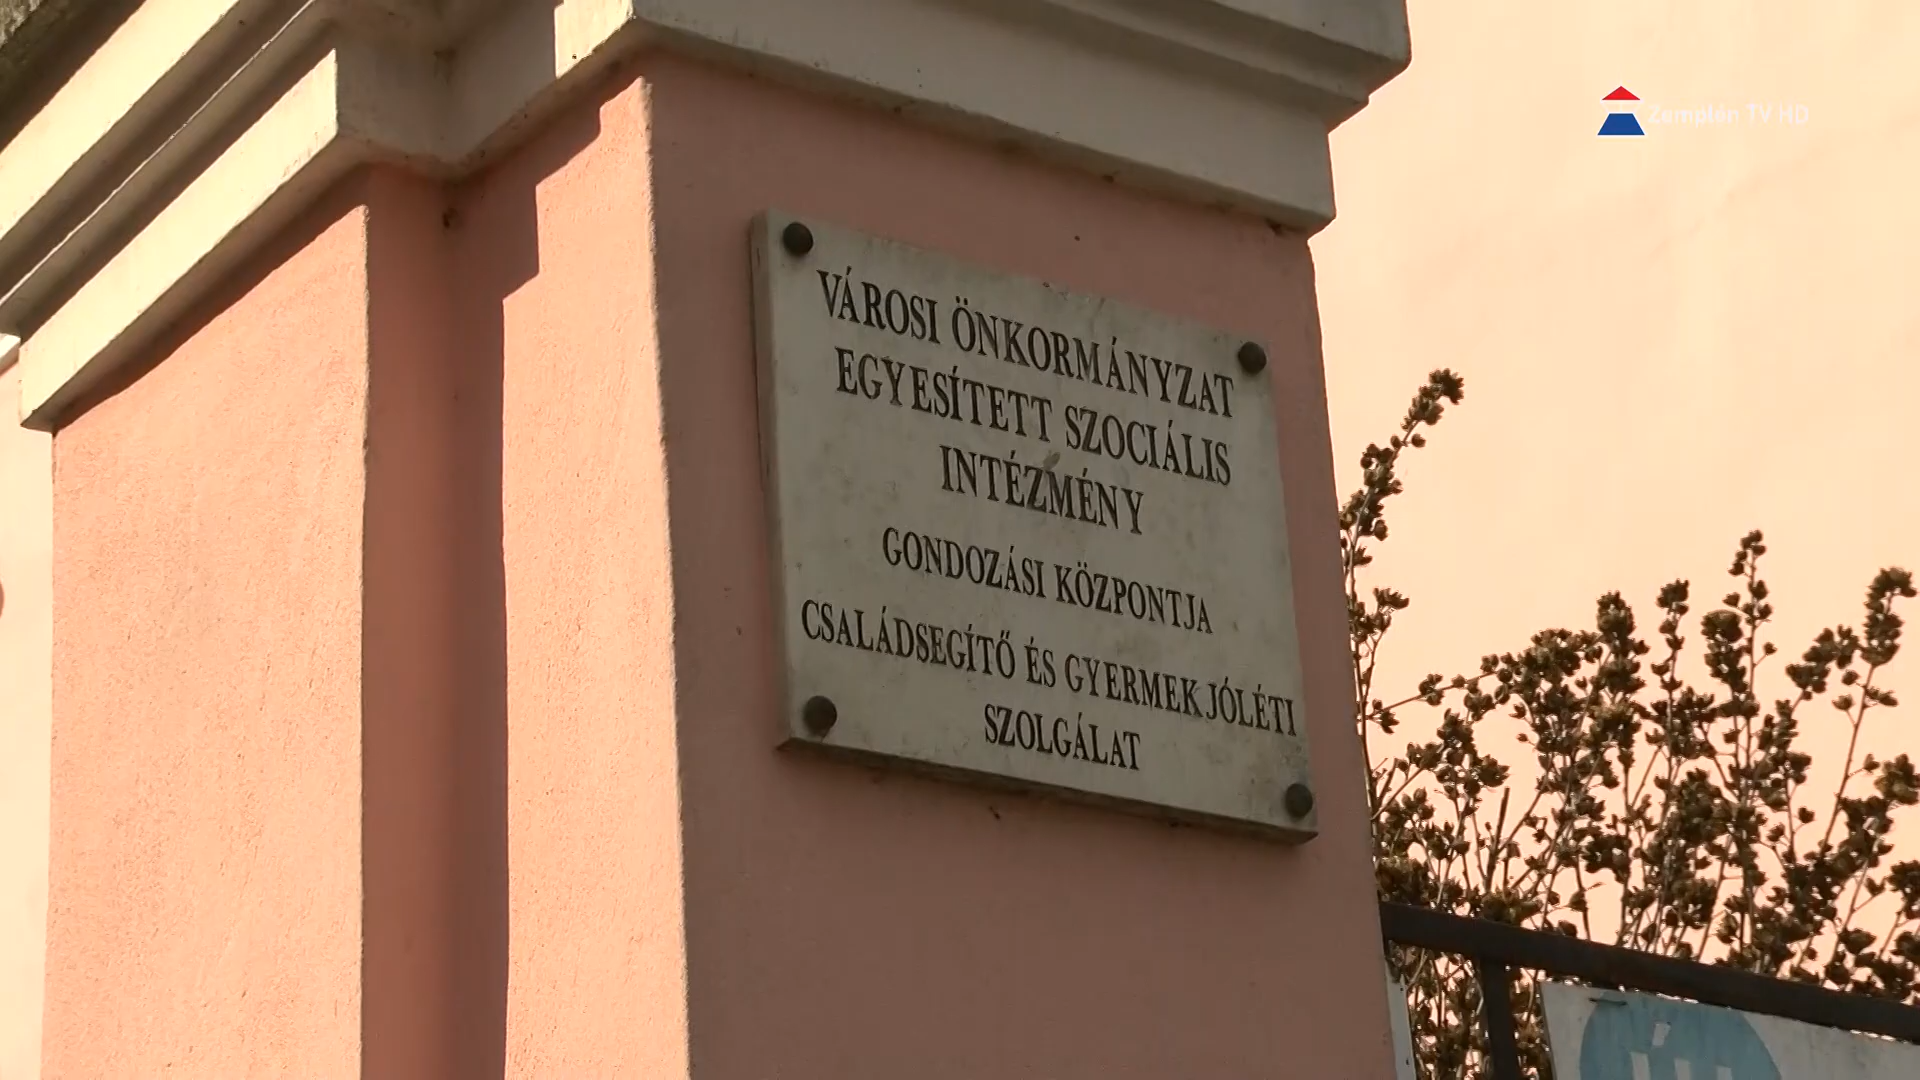 Zemplén TV HD
VÁROSI ÖNKORMÁNYZAT
EGYESÍTETT SZOCIÁLIS
INTÉZMÉNY
GONDOZÁSI KÖZPONTJA
CSALÁDSEGÍTŐ ÉS GYERMEKJÓLÉTI
SZOLGÁLAT